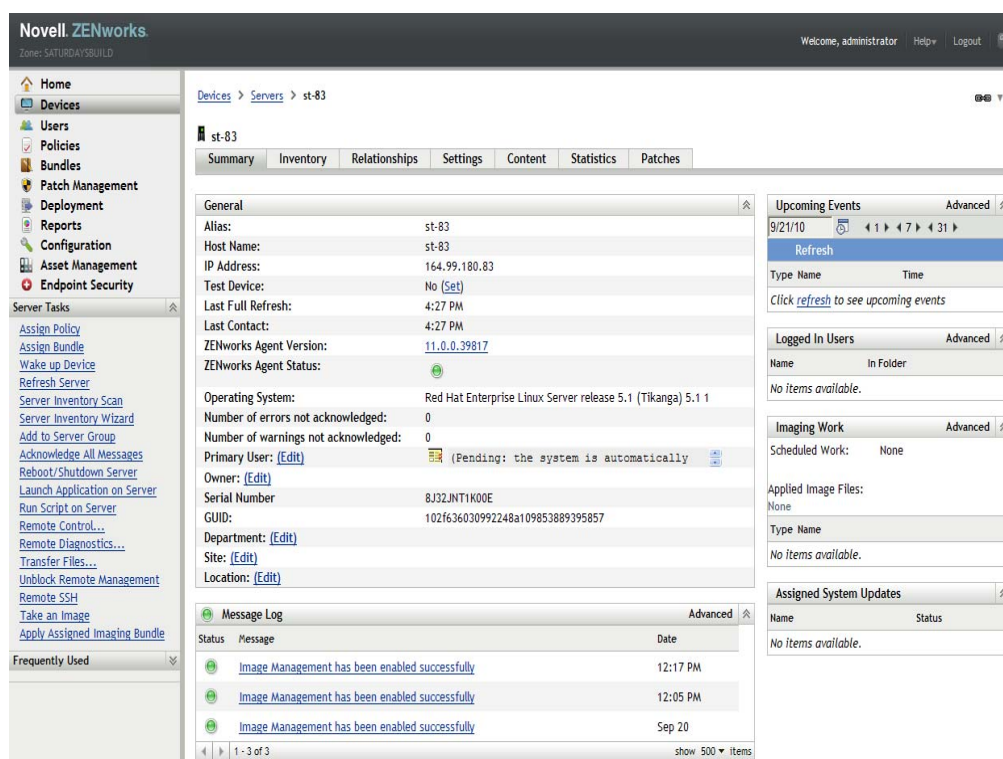 Novell. ZENworks.
Zone: SATURDAYSBUILD
Welcome, administrator Help Logout
Home
Devices
Users
Policies
Bundles
Patch Management
Deployment
Reports
Configuration
Asset Management
Endpoint Security
Server Tasks
Assign Policy
Assign Bundle
Wake up Device
Refresh Server
Server Inventory Scan
Server Inventory Wizard
Add to Server Group
Acknowledge All Messages
Reboot/Shutdown Server
Launch Application on Server
Run Script on Server
Remote Control...
Remote Diagnostics...
Transfer Files...
Unblock Remote Management
Remote SSH
Take an Image
Apply Assigned Imaging Bundle
Frequently Used
Devices > Servers > st-83
st-83
Summary Inventory Relationships Settings Content Statistics Patches
General
Alias: st-83
Host Name: st-83
IP Address: 164.99.180.83
Test Device: No (Set)
Last Full Refresh: 4:27 PM
Last Contact: 4:27 PM
ZENworks Agent Version: 11.0.0.39817
ZENworks Agent Status:
Operating System: Red Hat Enterprise Linux Server release 5.1 (Tikanga) 5.1 1
Number of errors not acknowledged: 0
Number of warnings not acknowledged: 0
Primary User: (Edit) (Pending: the system is automatically
Owner: (Edit)
Serial Number 8J32JNT1K00E
GUID: 102f636030992248a109853889395857
Department: (Edit)
Site: (Edit)
Location: (Edit)
Message Log Advanced
Status Message Date
Image Management has been enabled successfully 12:17 PM
Image Management has been enabled successfully 12:05 PM
Image Management has been enabled successfully Sep 20
1 - 3 of 3 show 500 items
Upcoming Events Advanced
9/21/10 1 7 31
Refresh
Type Name Time
Click refresh to see upcoming events
Logged In Users Advanced
Name In Folder
No items available.
Imaging Work Advanced
Scheduled Work: None
Applied Image Files:
None
Type Name
No items available.
Assigned System Updates
Name Status
No items available.